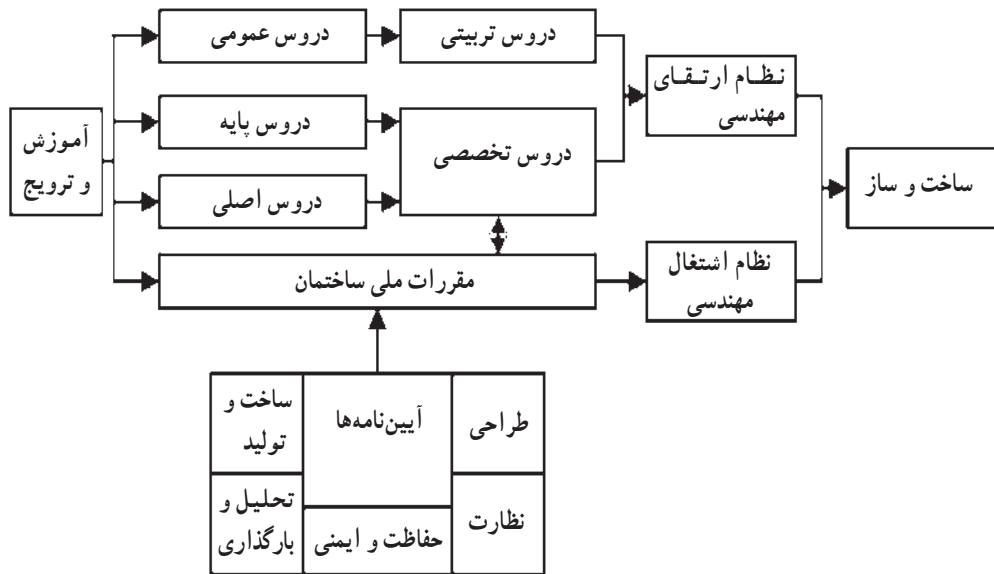 دروس عمومی
دروس تربیتی
نظام ارتقای
مهندسی
آموزش
و ترویج
دروس پایه
دروس تخصصی
دروس اصلی
ساخت و ساز
مقررات ملی ساختمان
نظام اشتغال
مهندسی
ساخت و
تولید
آیین‌نامه‌ها
طراحی
تحلیل و
بارگذاری
حفاظت و ایمنی
نظارت